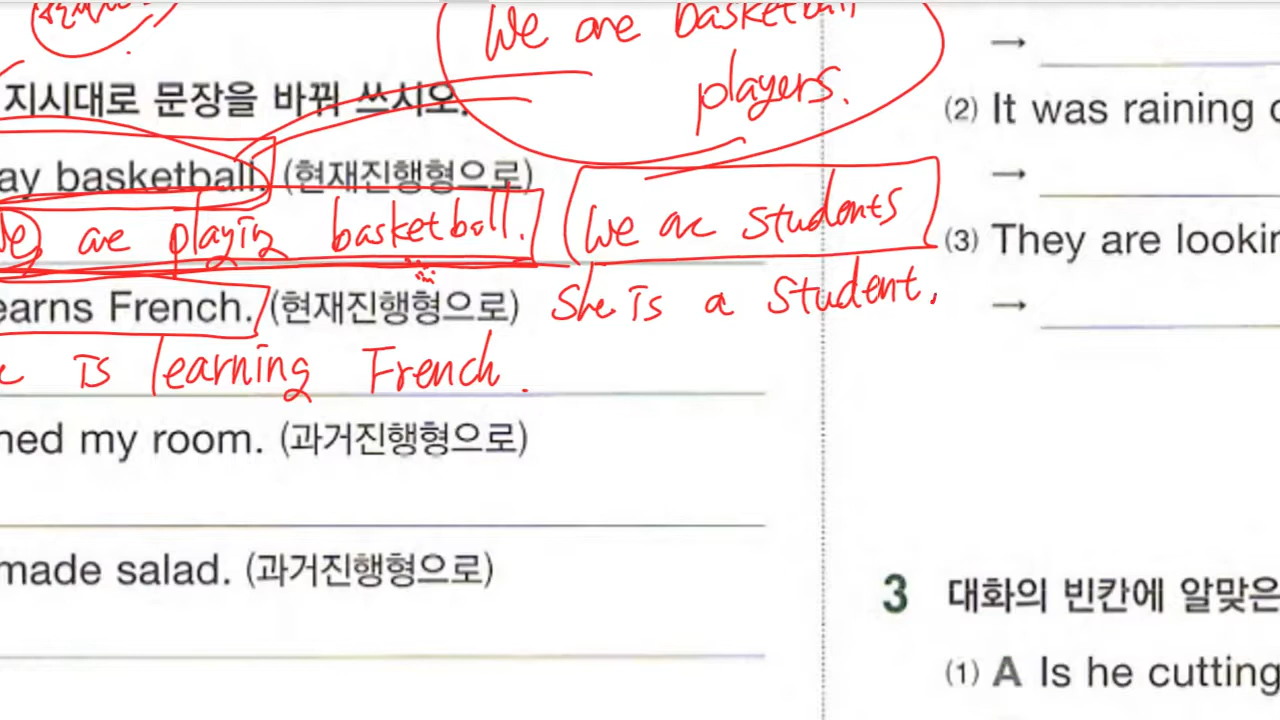 We are basketball
players.
지시대로 문장을 바꿔 쓰시오.
ay basketball. (현재진행형으로)
We are playing basketball.
We are students
earns French. (현재진행형으로)
She is a student.
e is learning French.
ned my room. (과거진행형으로)
made salad. (과거진행형으로)
→
(2) It was raining
→
(3) They are lookin
→
3 대화의 빈칸에 알맞은
(1) A Is he cutting